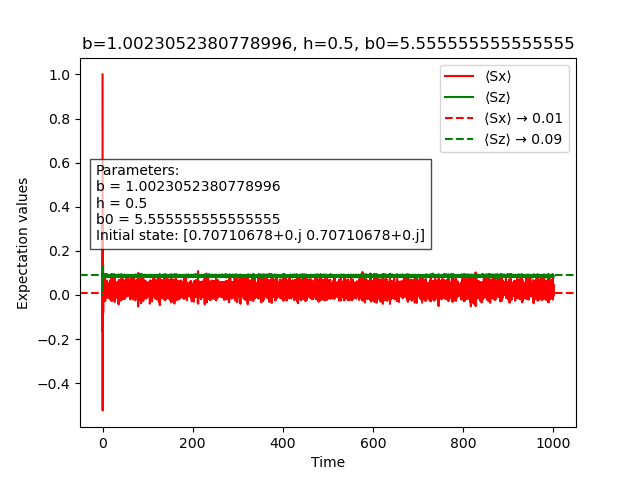 b=1.0023052380778996, h=0.5, b0=5.555555555555555
1.0
0.8
0.6
0.4
0.2
0.0
−0.2
−0.4
Expectation values
⟨Sx⟩
⟨Sz⟩
⟨Sx⟩ → 0.01
⟨Sz⟩ → 0.09
Parameters:
b = 1.0023052380778996
h = 0.5
b0 = 5.555555555555555
Initial state: [0.70710678+0.j 0.70710678+0.j]
0 200 400 600 800 1000
Time